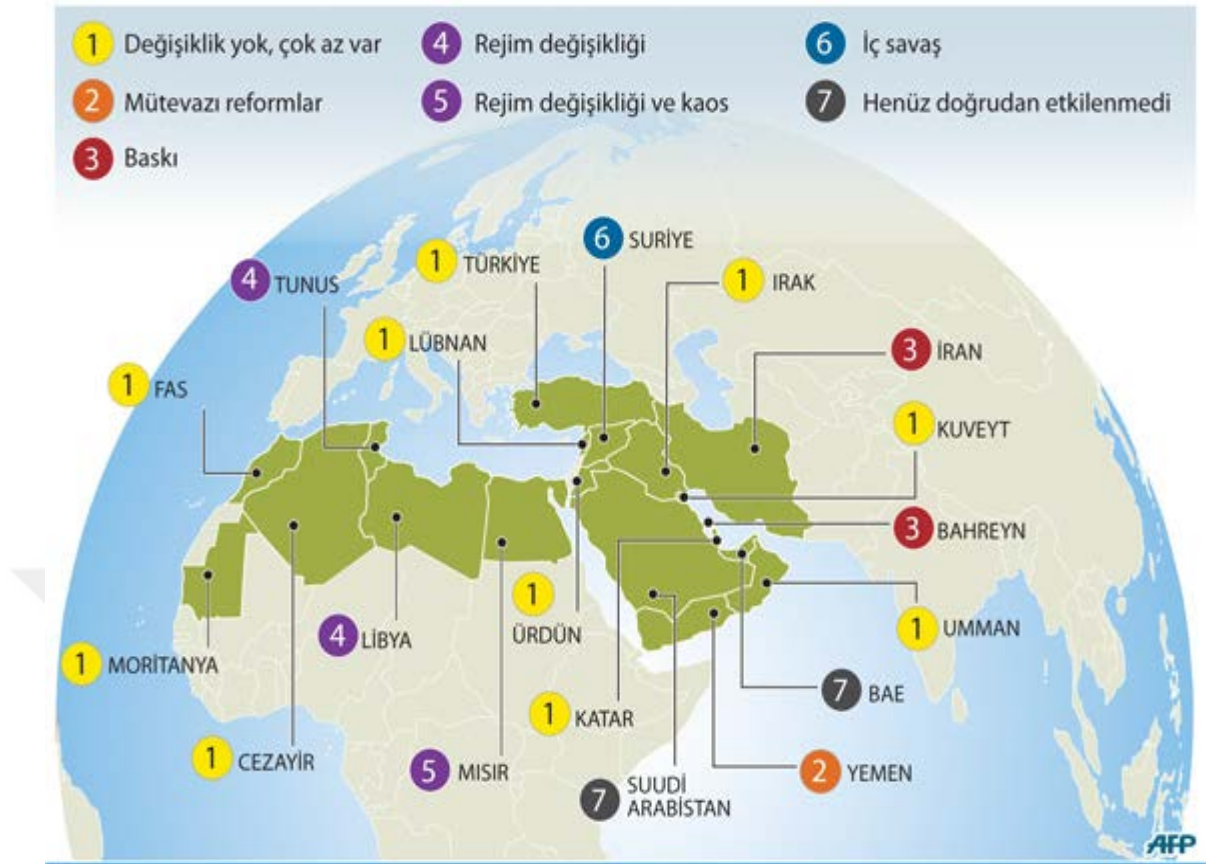 1 Değişiklik yok, çok az var
2 Mütevazı reformlar
3 Baskı
4 Rejim değişikliği
5 Rejim değişikliği ve kaos
6 İç savaş
7 Henüz doğrudan etkilenmedi
6 SURİYE
1 TÜRKİYE
4 TUNUS
1 IRAK
1 LÜBNAN
3 İRAN
1 FAS
1 KUVEYT
3 BAHREYN
1
ÜRDÜN
4 LİBYA
1 UMMAN
1 MORİTANYA
7 BAE
1 KATAR
1 CEZAYİR
5 MISIR
7 SUUDİ
ARABİSTAN
2 YEMEN
AFP